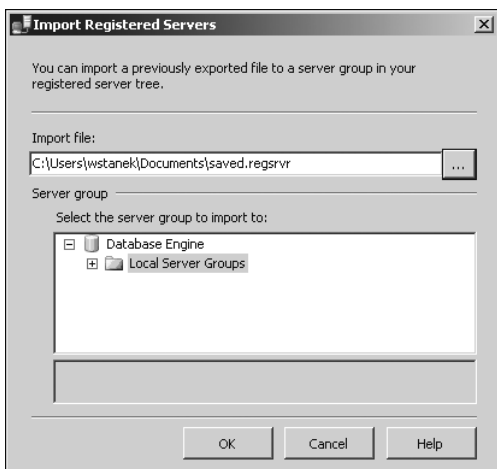 Import Registered Servers
You can import a previously exported file to a server group in your
registered server tree.
Import file:
C:\Users\wstanek\Documents\saved.regsrvr
...
Server group
Select the server group to import to:
Database Engine
Local Server Groups
OK
Cancel
Help